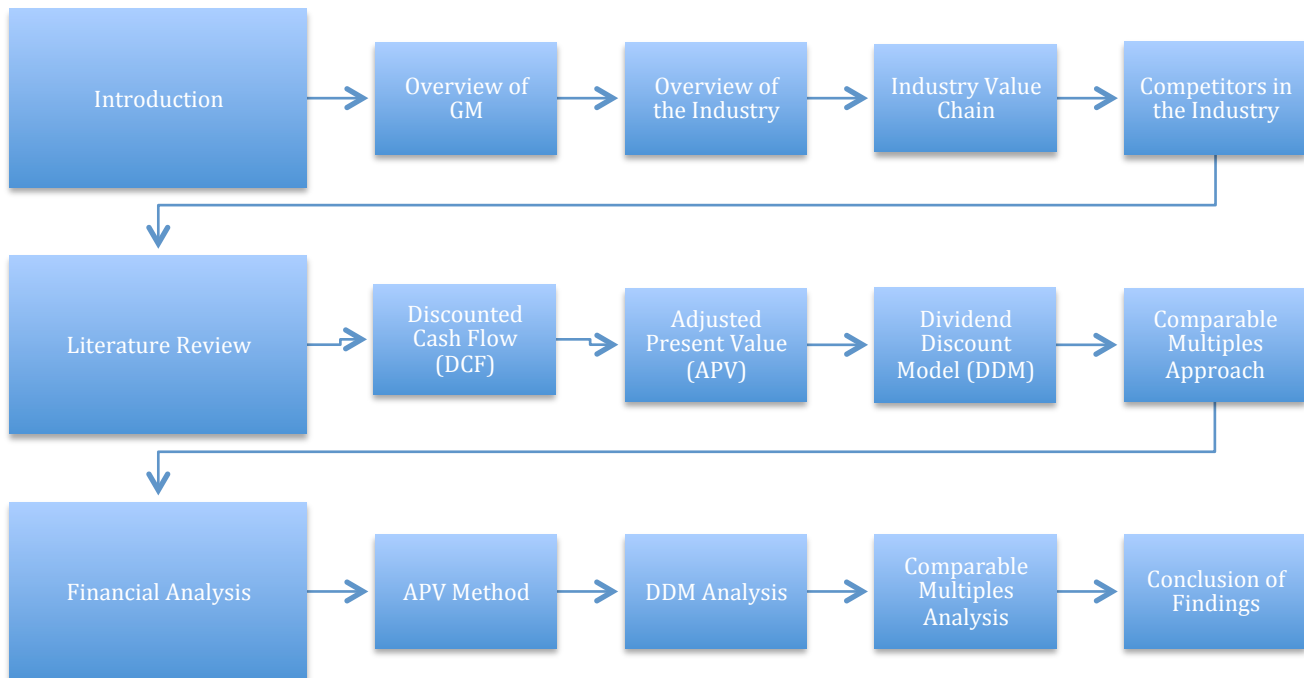 Introduction
Overview of
GM
Overview of
the Industry
Industry Value
Chain
Competitors in
the Industry
Literature Review
Discounted
Cash Flow
(DCF)
Adjusted
Present Value
(APV)
Dividend
Discount
Model (DDM)
Comparable
Multiples
Approach
Financial Analysis
APV Method
DDM Analysis
Comparable
Multiples
Analysis
Conclusion of
Findings